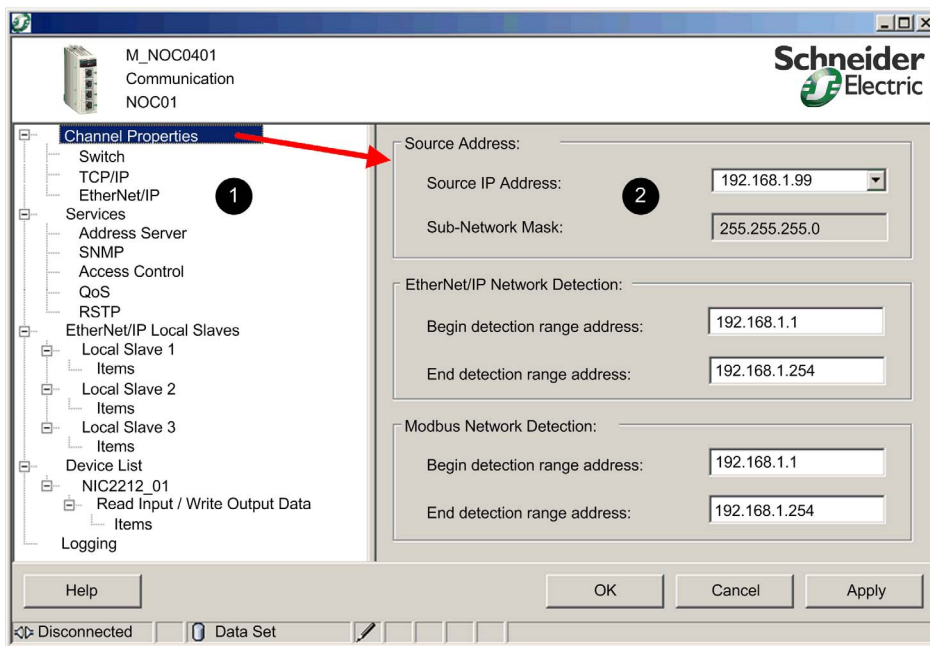 M_NOC0401
Communication
NOC01
Schneider
Electric
Channel Properties
Switch
TCP/IP
EtherNet/IP
Services
Address Server
SNMP
Access Control
QoS
RSTP
EtherNet/IP Local Slaves
Local Slave 1
Items
Local Slave 2
Items
Local Slave 3
Items
Device List
NIC2212_01
Read Input / Write Output Data
Items
Logging
1
Source Address:
Source IP Address:
2
192.168.1.99
Sub-Network Mask:
255.255.255.0
EtherNet/IP Network Detection:
Begin detection range address:
192.168.1.1
End detection range address:
192.168.1.254
Modbus Network Detection:
Begin detection range address:
192.168.1.1
End detection range address:
192.168.1.254
Help
OK
Cancel
Apply
Disconnected
Data Set